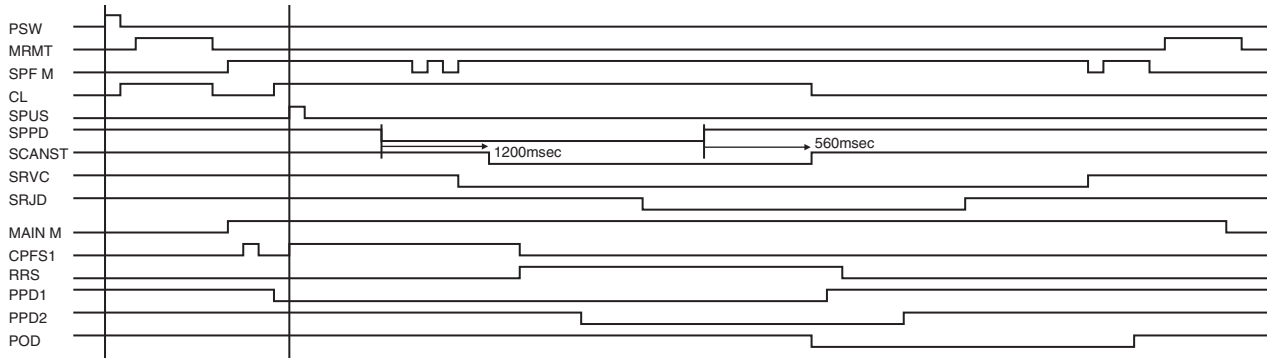 PSW
MRMT
SPF M
CL
SPUS
SPPD
1200msec
560msec
SCANST
SRVC
SRJD
MAIN M
CPFS1
RRS
PPD1
PPD2
POD